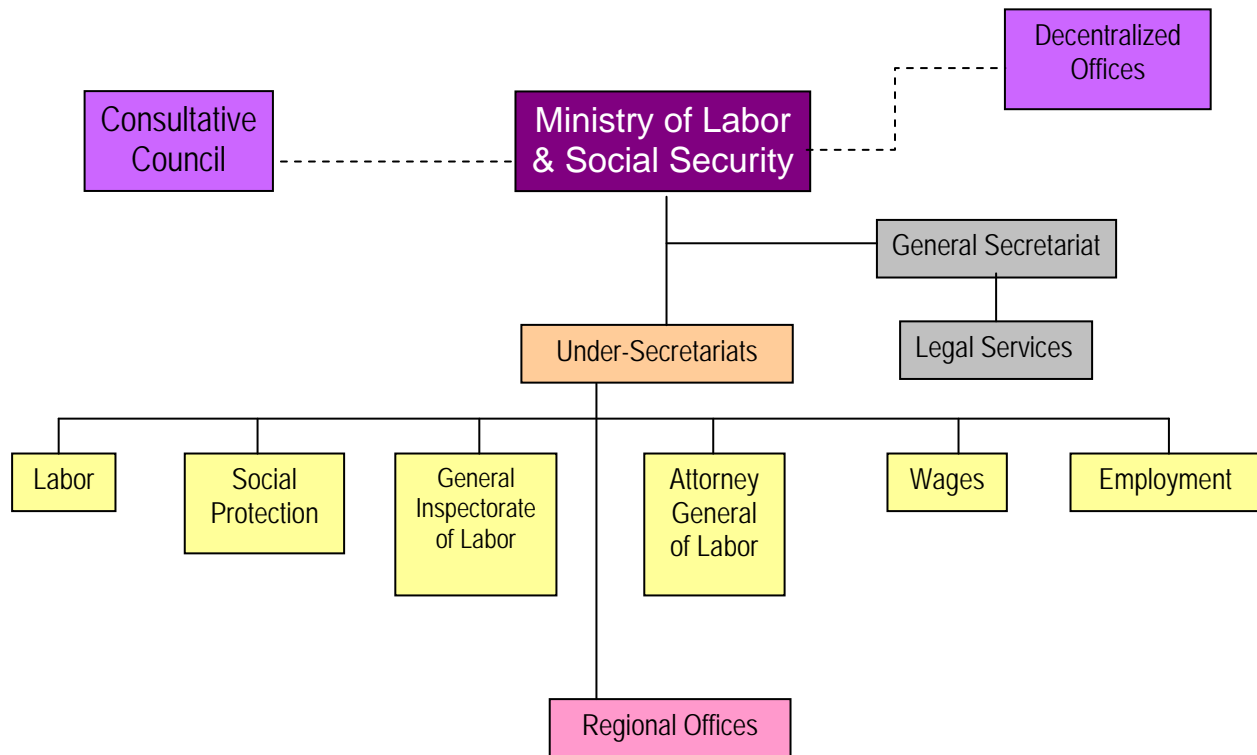 Decentralized
Offices
Consultative
Council
Ministry of Labor
& Social Security
General Secretariat
Legal Services
Under-Secretariats
Labor
Social
Protection
General
Inspectorate
of Labor
Attorney
General
of Labor
Wages
Employment
Regional Offices